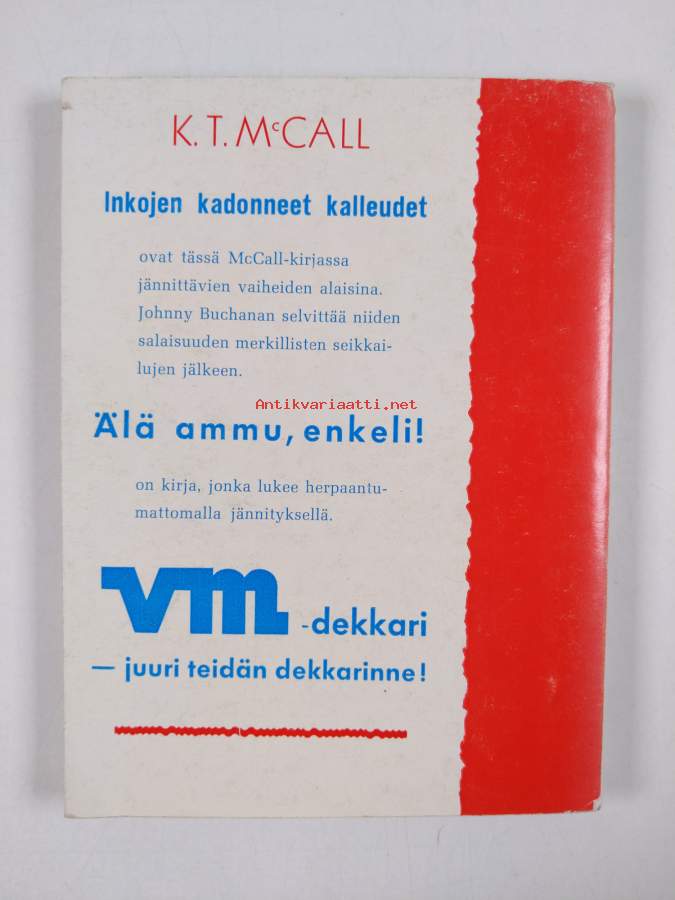 K. T. McCALL
Inkojen kadonneet kalleudet
ovat tässä McCall-kirjassa
jännittävien vaiheiden alaisina.
Johnny Buchanan selvittää niiden
salaisuuden merkillisten seikkai-
lujen jälkeen.
Antikvariaatti.net
Älä ammu, enkeli!
on kirja, jonka lukee herpaantu-
mattomalla jännityksellä.
vm -dekkari
— juuri teidän dekkarinne!